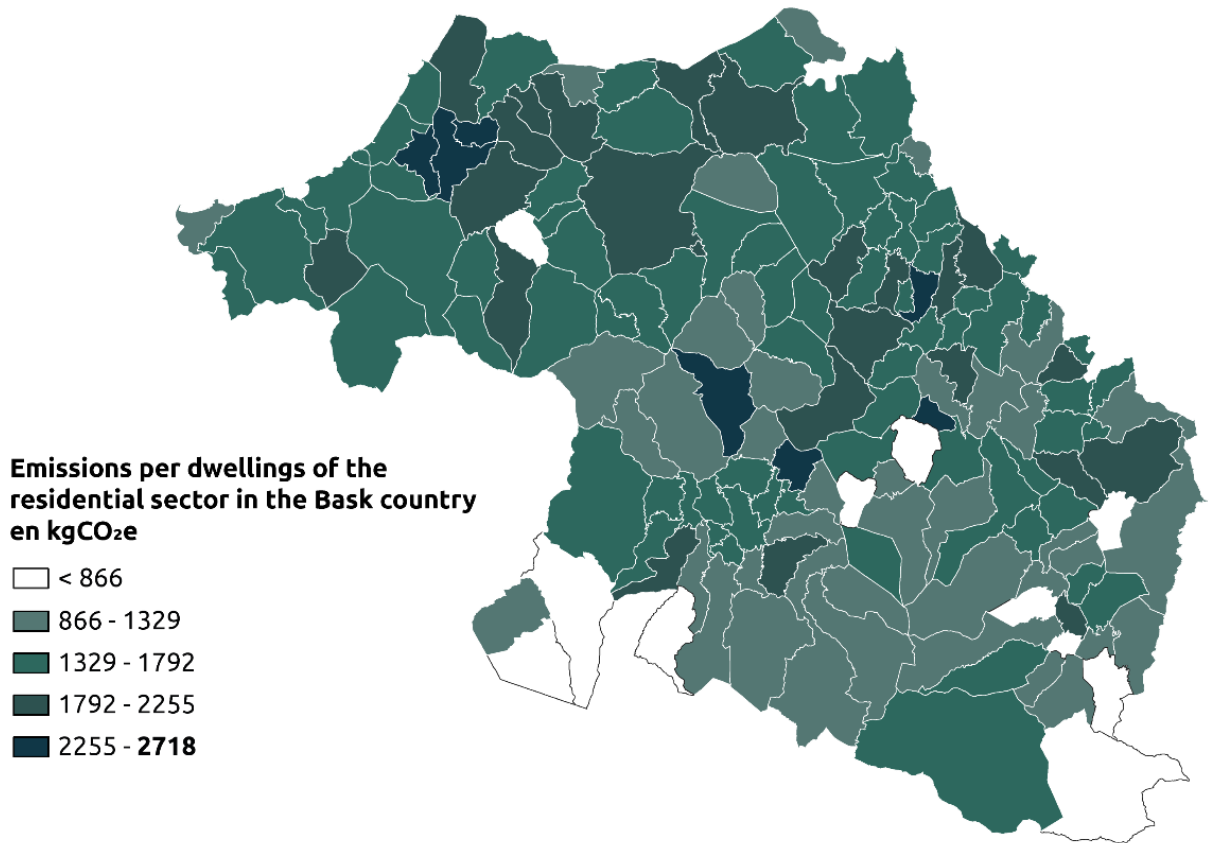 Emissions per dwellings of the
residential sector in the Bask country
en kgCO₂e
< 866
866 - 1329
1329 - 1792
1792 - 2255
2255 - 2718